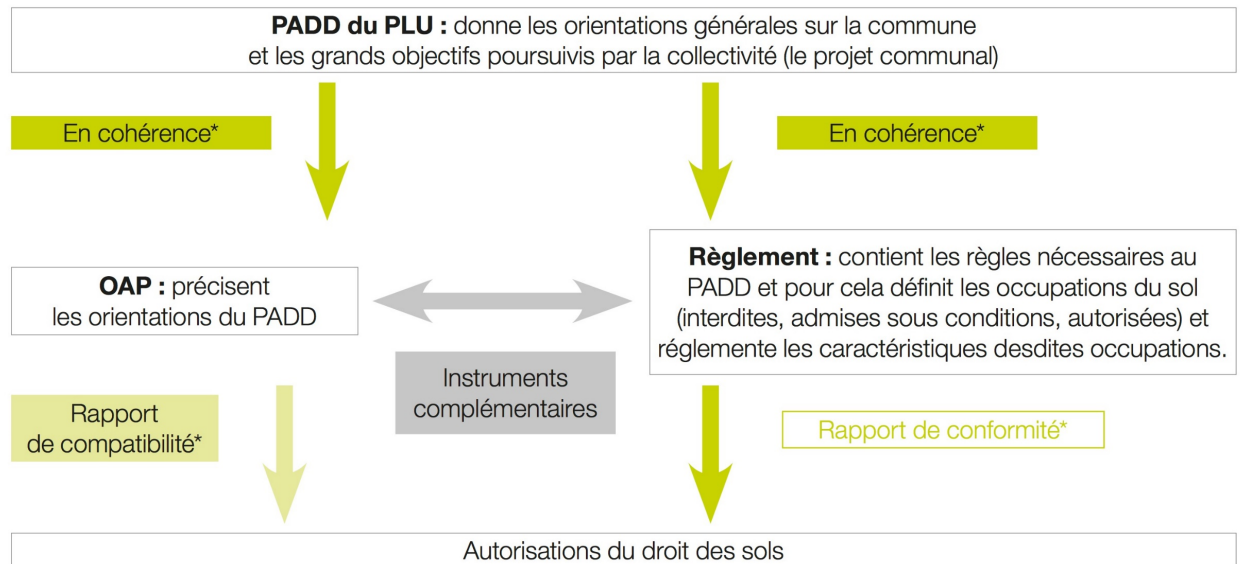 PADD du PLU : donne les orientations générales sur la commune
et les grands objectifs poursuivis par la collectivité (le projet communal)
En cohérence*
En cohérence*
OAP : précisent
les orientations du PADD
Règlement : contient les règles nécessaires au
PADD et pour cela définit les occupations du sol
(interdites, admises sous conditions, autorisées) et
réglemente les caractéristiques desdites occupations.
Instruments
complémentaires
Rapport
de compatibilité*
Rapport de conformité*
Autorisations du droit des sols